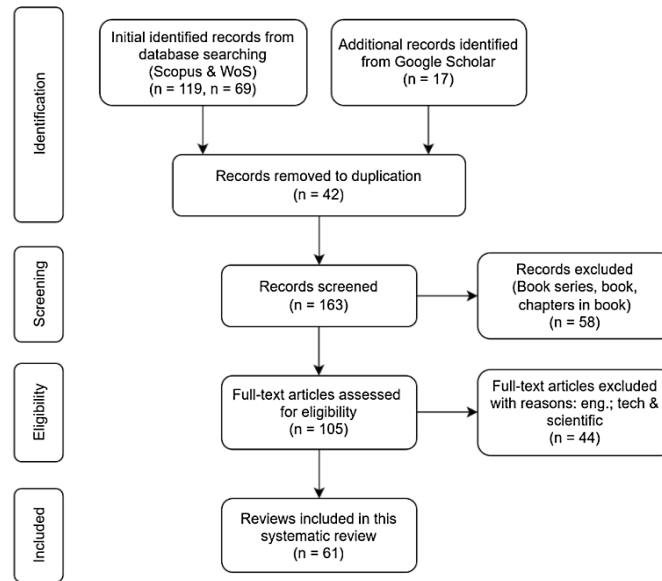 Identification
Initial identified records from
database searching
(Scopus & WoS)
(n = 119, n = 69)
Additional records identified
from Google Scholar
(n = 17)
Records removed to duplication
(n = 42)
Screening
Records screened
(n = 163)
Records excluded
(Book series, book,
chapters in book)
(n = 58)
Eligibility
Full-text articles assessed
for eligibility
(n = 105)
Full-text articles excluded
with reasons: eng.; tech &
scientific
(n = 44)
Included
Reviews included in this
systematic review
(n = 61)